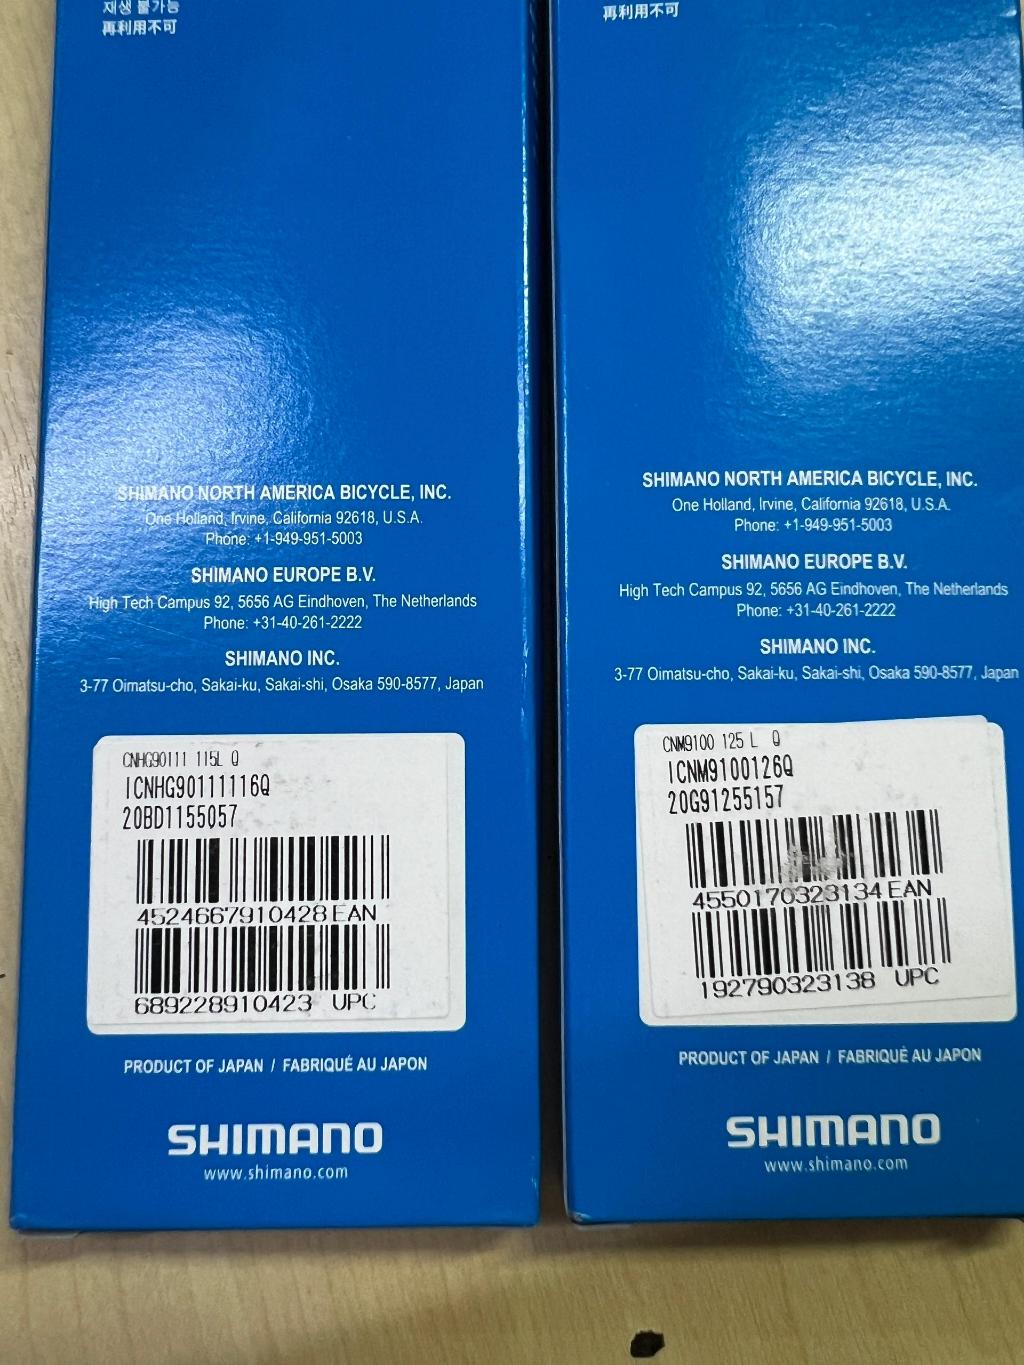 재생 불가능
再利用不可
SHIMANO NORTH AMERICA BICYCLE, INC.
One Holland, Irvine, California 92618, U.S.A.
Phone: +1-949-951-5003
SHIMANO EUROPE B.V.
High Tech Campus 92, 5656 AG Eindhoven, The Netherlands
Phone: +31-40-261-2222
SHIMANO INC.
3-77 Oimatsu-cho, Sakai-ku, Sakai-shi, Osaka 590-8577, Japan
CNHG90111 115L Q
ICNHG90111116Q
20BD1155057
4524667910428 EAN
689228910423 UPC
PRODUCT OF JAPAN / FABRIQUÉ AU JAPON
SHIMANO
www.shimano.com
再利用不可
SHIMANO NORTH AMERICA BICYCLE, INC.
One Holland, Irvine, California 92618, U.S.A.
Phone: +1-949-951-5003
SHIMANO EUROPE B.V.
High Tech Campus 92, 5656 AG Eindhoven, The Netherlands
Phone: +31-40-261-2222
SHIMANO INC.
3-77 Oimatsu-cho, Sakai-ku, Sakai-shi, Osaka 590-8577, Japan
CNM9100 125 L Q
ICNM9100126Q
20G91255157
4550170323134 EAN
192790323138 UPC
PRODUCT OF JAPAN / FABRIQUÉ AU JAPON
SHIMANO
www.shimano.com